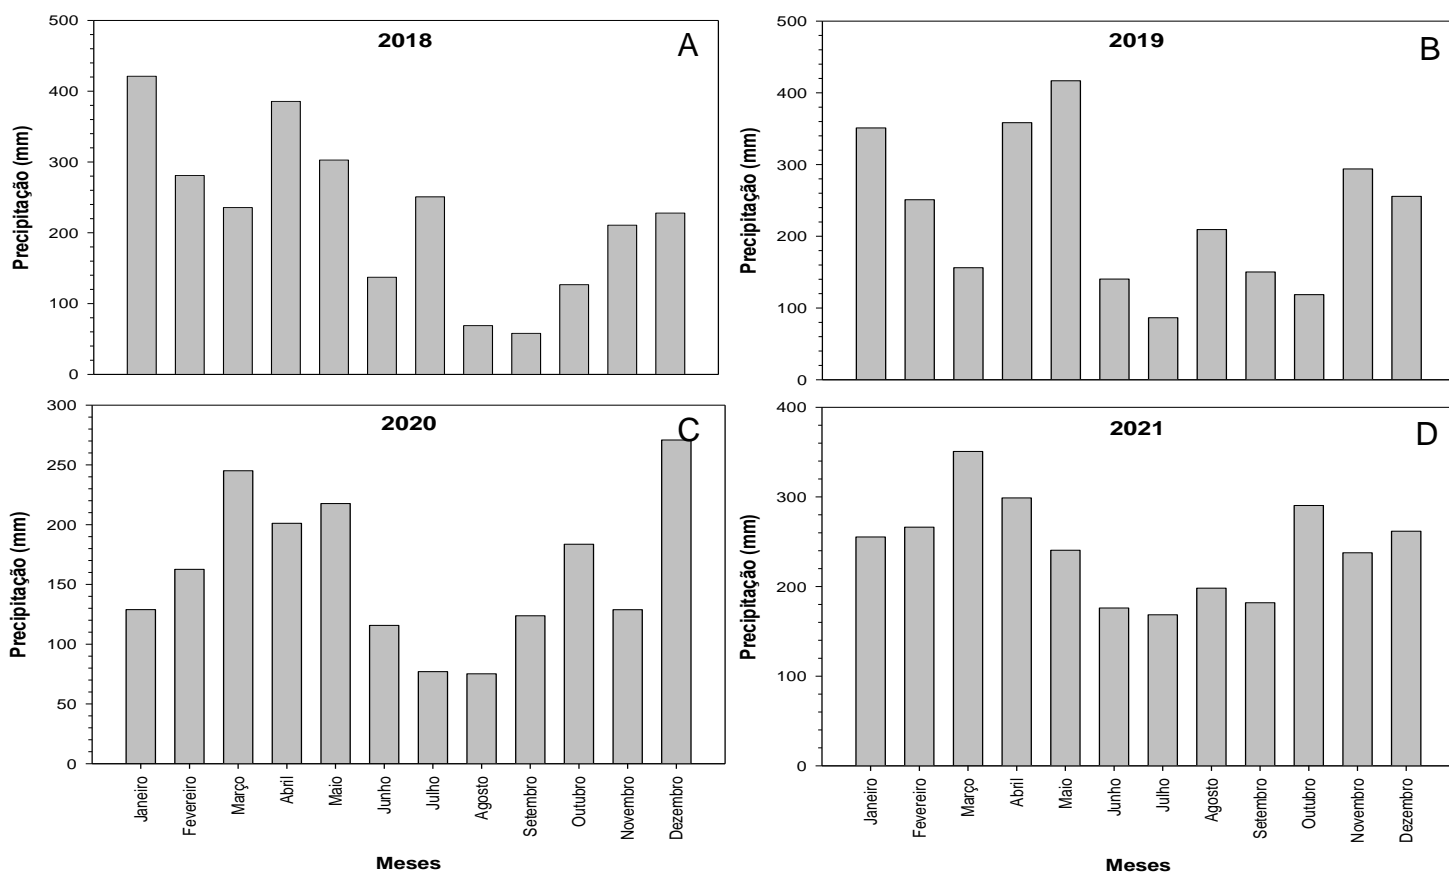 2018
A
Precipitação (mm)
500
400
300
200
100
0
2019
B
Precipitação (mm)
500
400
300
200
100
0
2020
C
Precipitação (mm)
300
250
200
150
100
50
0
Janeiro
Fevereiro
Março
Abril
Maio
Junho
Julho
Agosto
Setembro
Outubro
Novembro
Dezembro
Meses
2021
D
Precipitação (mm)
400
300
200
100
0
Janeiro
Fevereiro
Março
Abril
Maio
Junho
Julho
Agosto
Setembro
Outubro
Novembro
Dezembro
Meses